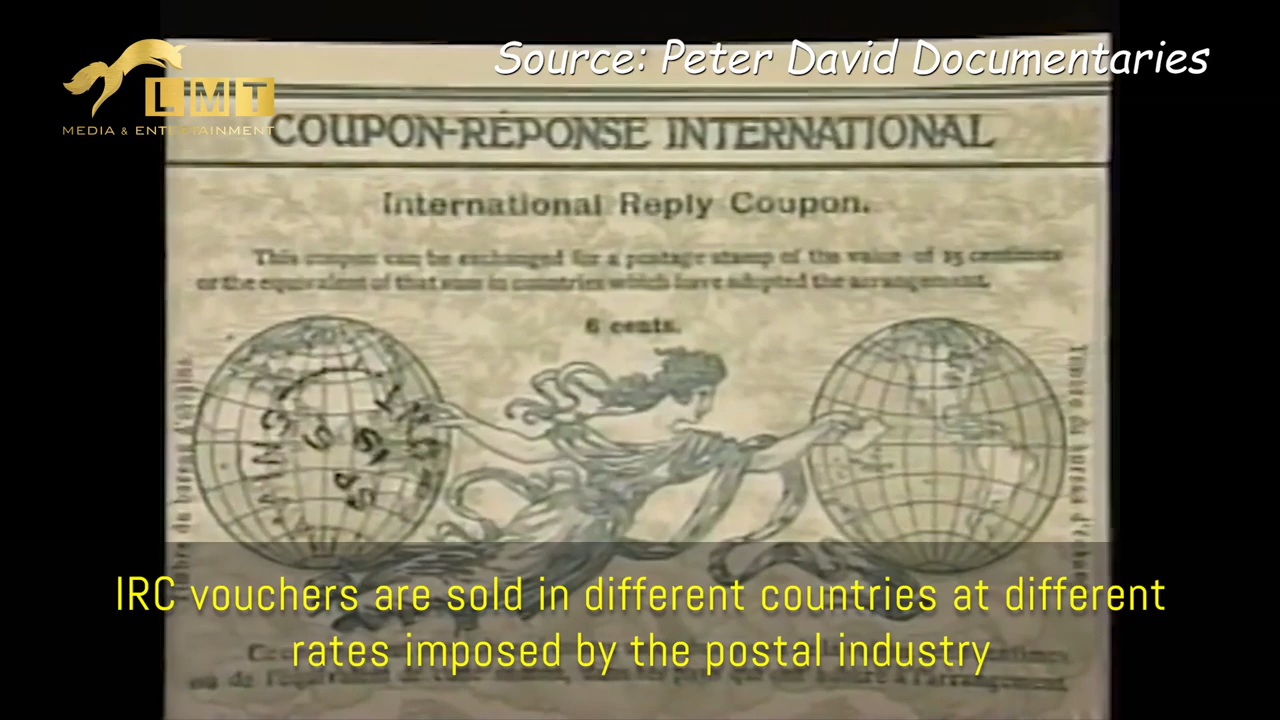 Source: Peter David Documentaries
LMT
MEDIA & ENTERTAINMENT
COUPON-RÉPONSE INTERNATIONAL
International Reply Coupon.
This coupon can be exchanged for a postage stamp of the value of 25 centimes
or the equivalent of that sum in countries which have adopted the arrangement.
6 cents.
IRC vouchers are sold in different countries at different
rates imposed by the postal industry